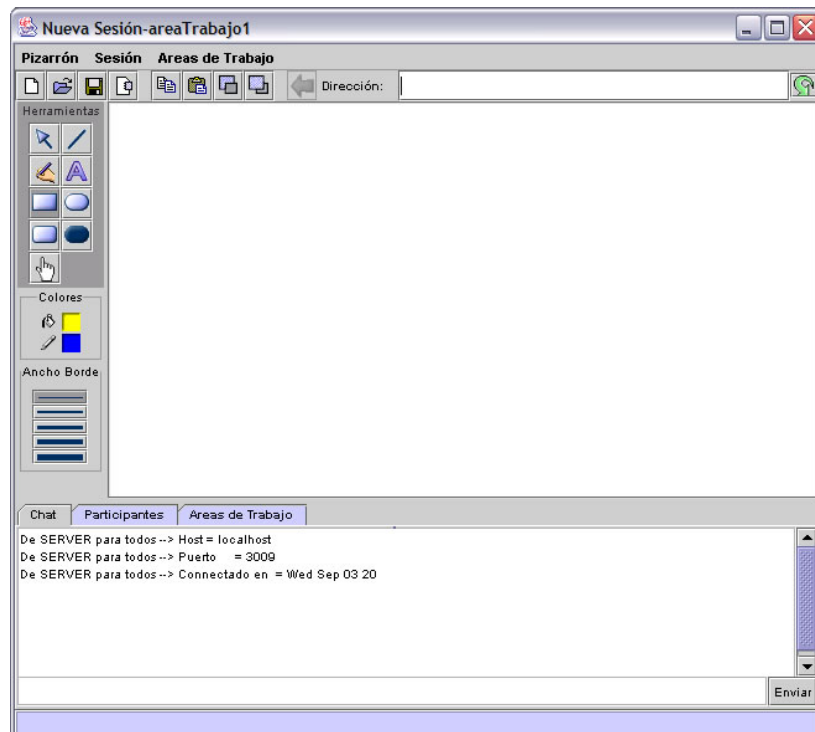 Nueva Sesión-areaTrabajo1
Pizarrón Sesión Areas de Trabajo
Dirección:
Herramientas
Colores
Ancho Borde
Chat Participantes Areas de Trabajo
De SERVER para todos --> Host = localhost
De SERVER para todos --> Puerto = 3009
De SERVER para todos --> Connectado en = Wed Sep 03 20
Enviar